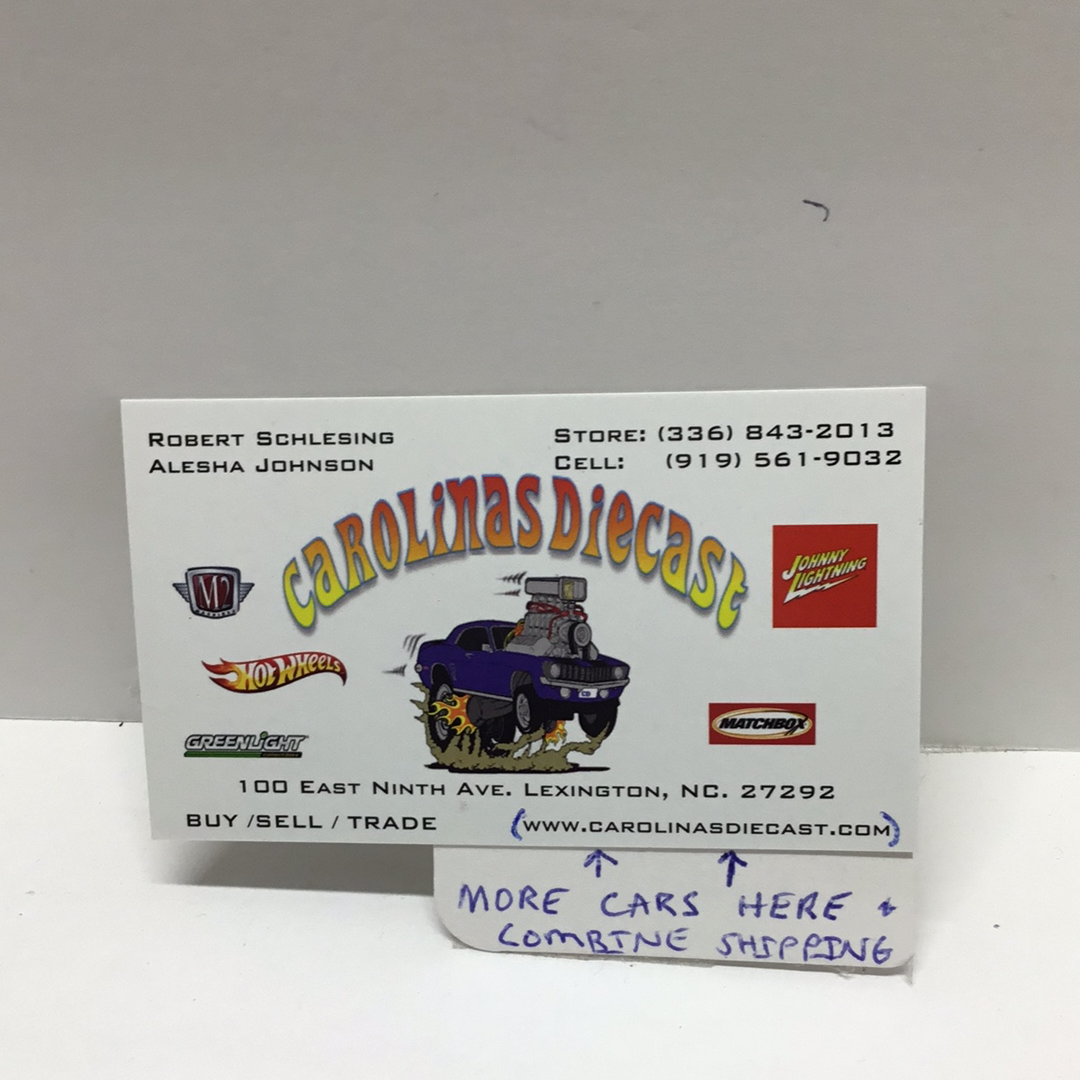 ROBERT SCHLESING
ALESHA JOHNSON
STORE: (336) 843-2013
CELL: (919) 561-9032
CAROLINAS DIECAST
M2
JOHNNY
LIGHTNING
HOT WHEELS
MATCHBOX
GREENLIGHT
100 EAST NINTH AVE. LEXINGTON, NC. 27292
BUY /SELL / TRADE
(WWW.CAROLINASDIECAST.COM)
MORE CARS HERE +
COMBINE SHIPPING